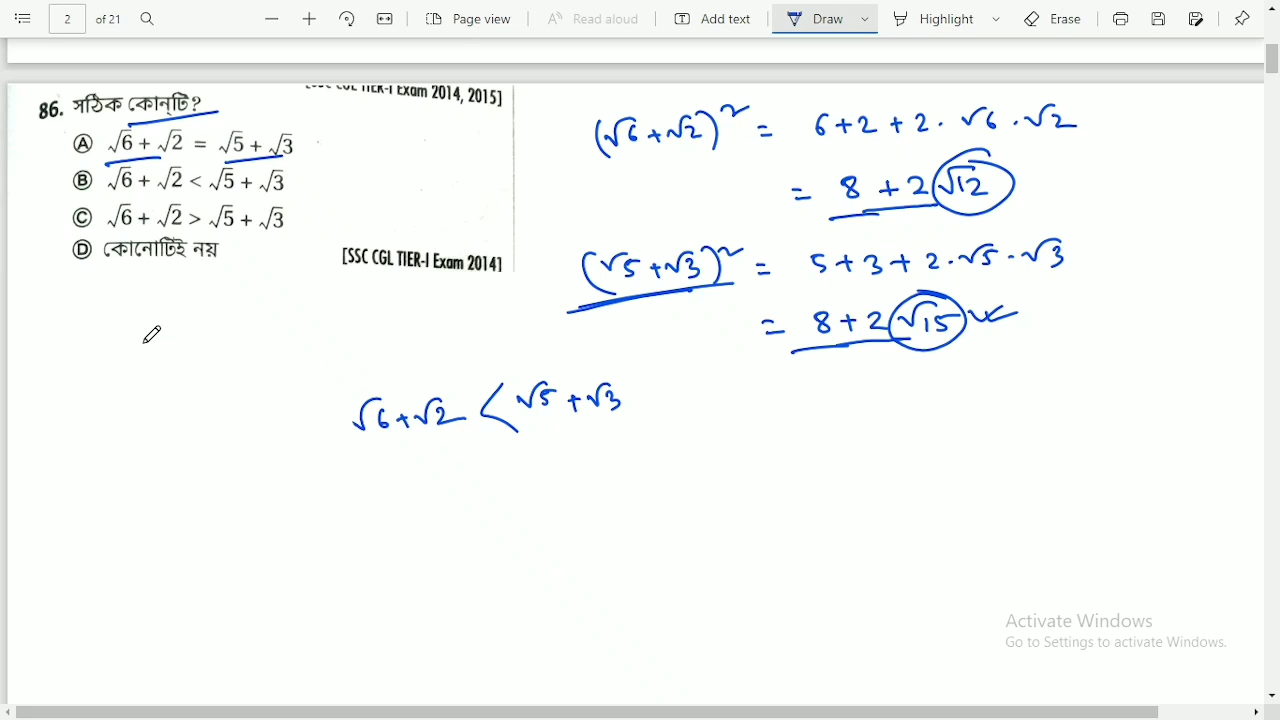 2 of 21 Page view Read aloud Add text Draw Highlight Erase
TIER-I Exam 2014, 2015]
86. সঠিক কোন্‌টি?
Ⓐ √6 + √2 = √5 + √3
Ⓑ √6 + √2 < √5 + √3
Ⓒ √6 + √2 > √5 + √3
Ⓓ কোনোটিই নয়
[SSC CGL TIER-I Exam 2014]
(√6 + √2)² = 6 + 2 + 2 · √6 · √2
= 8 + 2√12
(√5 + √3)² = 5 + 3 + 2 · √5 · √3
= 8 + 2√15
√6 + √2 < √5 + √3
Activate Windows
Go to Settings to activate Windows.